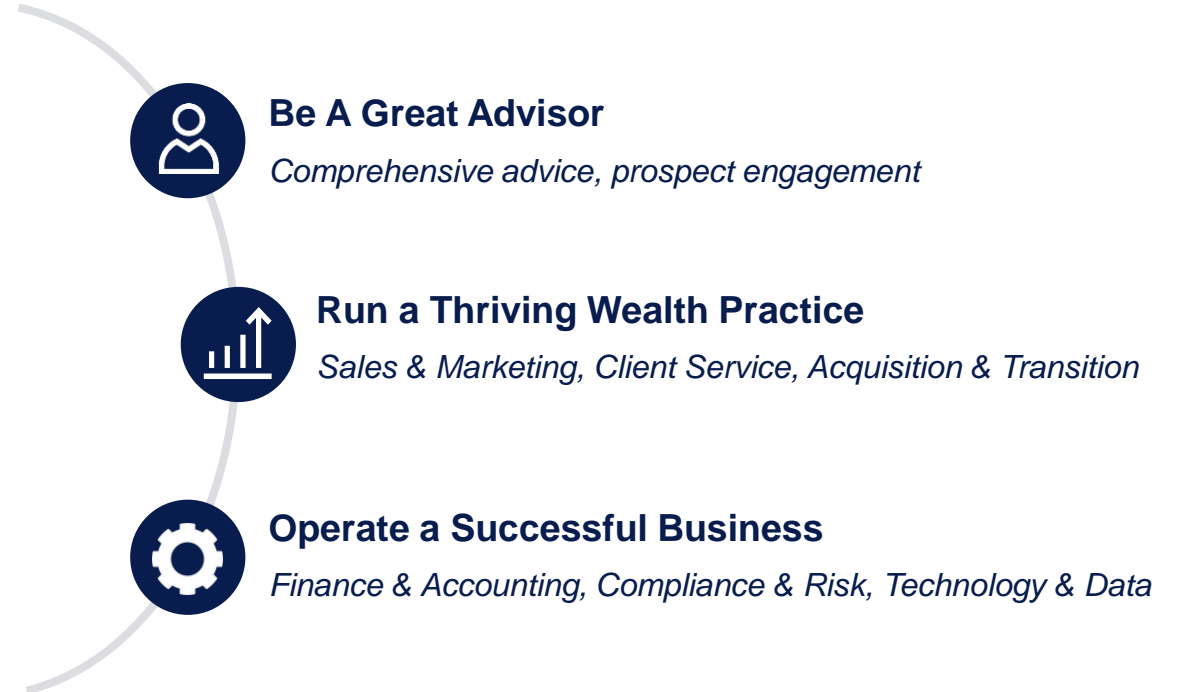 Be A Great Advisor
Comprehensive advice, prospect engagement
Run a Thriving Wealth Practice
Sales & Marketing, Client Service, Acquisition & Transition
Operate a Successful Business
Finance & Accounting, Compliance & Risk, Technology & Data